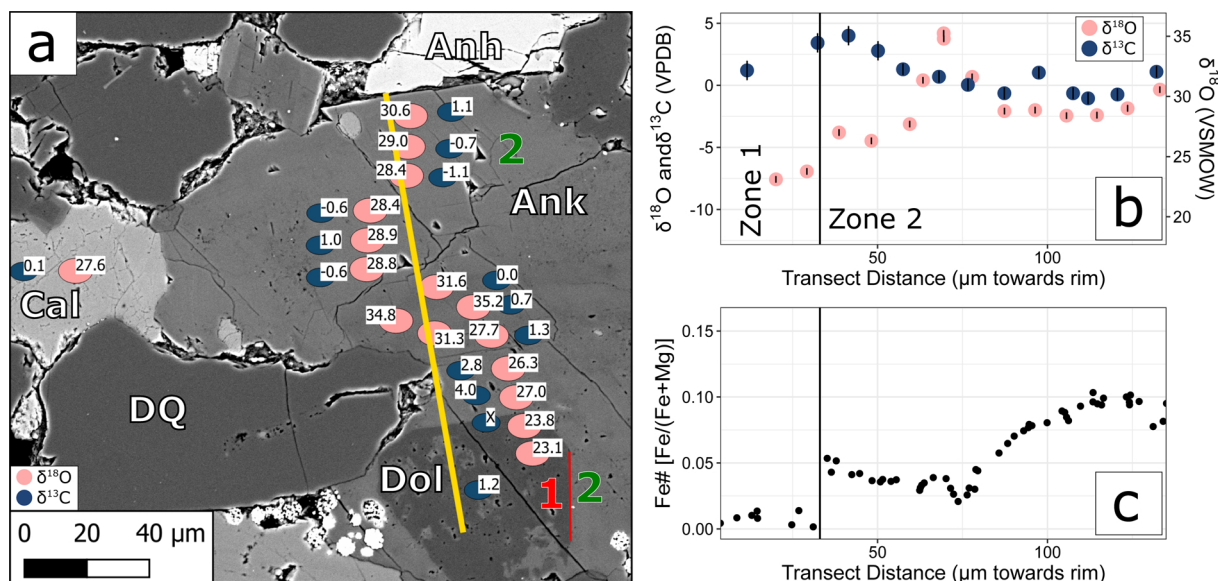 a
Anh
30.6
1.1
29.0
-0.7
2
28.4
-1.1
Ank
-0.6
28.4
1.0
28.9
-0.6
28.8
0.1
27.6
Cal
31.6
0.0
35.2
0.7
34.8
31.3
27.7
1.3
2.8
26.3
4.0
27.0
DQ
X
23.8
23.1
Dol
1.2
1
2
δ¹⁸O
δ¹³C
0 20 40 µm
b
5
0
-5
-10
δ¹⁸O andδ¹³C (VPDB)
35
30
25
20
δ¹⁸O (VSMOW)
δ¹⁸O
δ¹³C
Zone 1
Zone 2
50 100
Transect Distance (µm towards rim)
c
0.15
0.10
0.05
0.00
Fe# [Fe/(Fe+Mg)]
50 100
Transect Distance (µm towards rim)